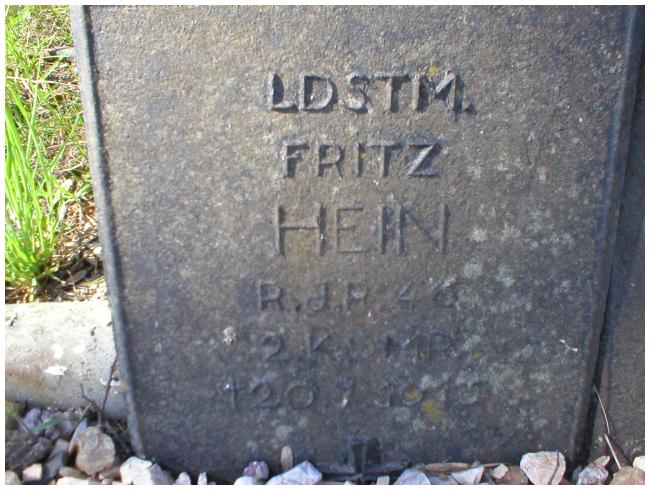 LDSTM.
FRITZ
HEIN
R.J.R.46
2.KOMP.